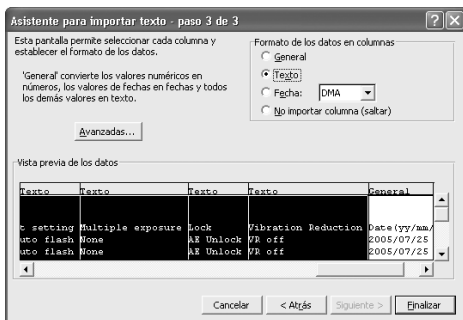 Asistente para importar texto - paso 3 de 3
Esta pantalla permite seleccionar cada columna y
establecer el formato de los datos.
'General' convierte los valores numéricos en
números, los valores de fechas en fechas y todos
los demás valores en texto.
Avanzadas...
Formato de los datos en columnas
General
Texto
Fecha: DMA
No importar columna (saltar)
Vista previa de los datos
Texto Texto Texto Texto General
t setting Multiple exposure Lock Vibration Reduction Date(yy/mm/
uto flash None AE Unlock VR off 2005/07/25
uto flash None AE Unlock VR off 2005/07/25
Cancelar < Atrás Siguiente > Finalizar